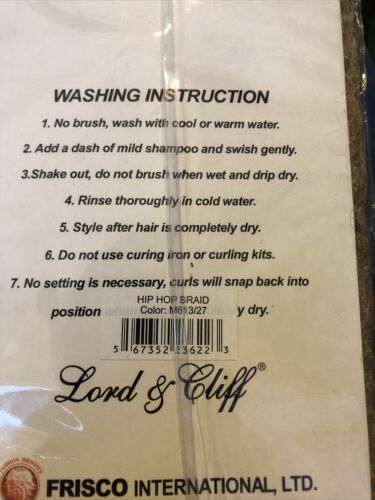 WASHING INSTRUCTION
1. No brush, wash with cool or warm water.
2. Add a dash of mild shampoo and swish gently.
3.Shake out, do not brush when wet and drip dry.
4. Rinse thoroughly in cold water.
5. Style after hair is completely dry.
6. Do not use curing iron or curling kits.
7. No setting is necessary, curls will snap back into
position y dry.
HIP HOP BRAID
Color: M613/27
5 67352 23622 3
Lord & Cliff®
FRISCO INTERNATIONAL, LTD.